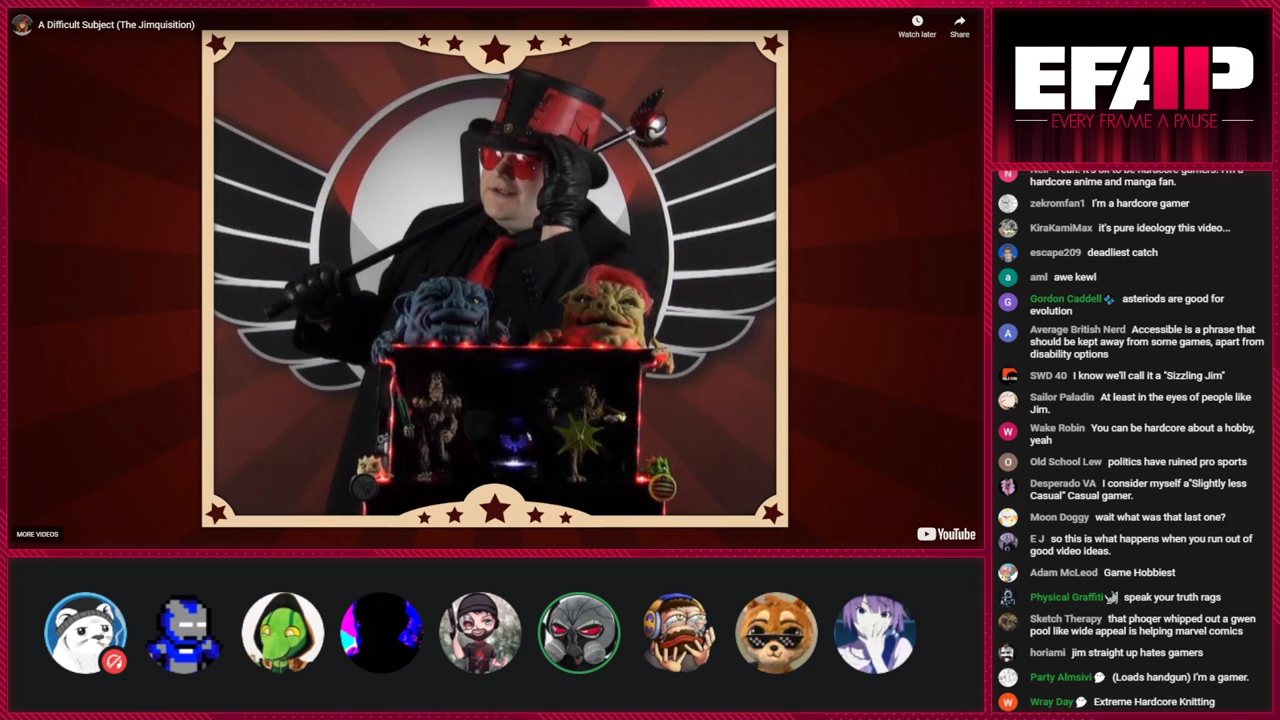 A Difficult Subject (The Jimquisition)
Watch later
Share
MORE VIDEOS
YouTube
EFAP
EVERY FRAME A PAUSE
hardcore anime and manga fan.
zekromfan1 I'm a hardcore gamer
KiraKamiMax it's pure ideology this video...
escape209 deadliest catch
a
aml awe kewl
G
Gordon Caddell asteriods are good for
evolution
A
Average British Nerd Accessible is a phrase that
should be kept away from some games, apart from
disability options
SWD 40 I know we'll call it a "Sizzling Jim"
Sailor Paladin At least in the eyes of people like
Jim.
W
Wake Robin You can be hardcore about a hobby,
yeah
O
Old School Lew politics have ruined pro sports
Desperado VA I consider myself a"Slightly less
Casual" Casual gamer.
Moon Doggy wait what was that last one?
E J so this is what happens when you run out of
good video ideas.
Adam McLeod Game Hobbiest
Physical Graffiti speak your truth rags
Sketch Therapy that phoqer whipped out a gwen
pool like wide appeal is helping marvel comics
horiami jim straight up hates gamers
Party Almsivi (Loads handgun) I'm a gamer.
W
Wray Day Extreme Hardcore Knitting